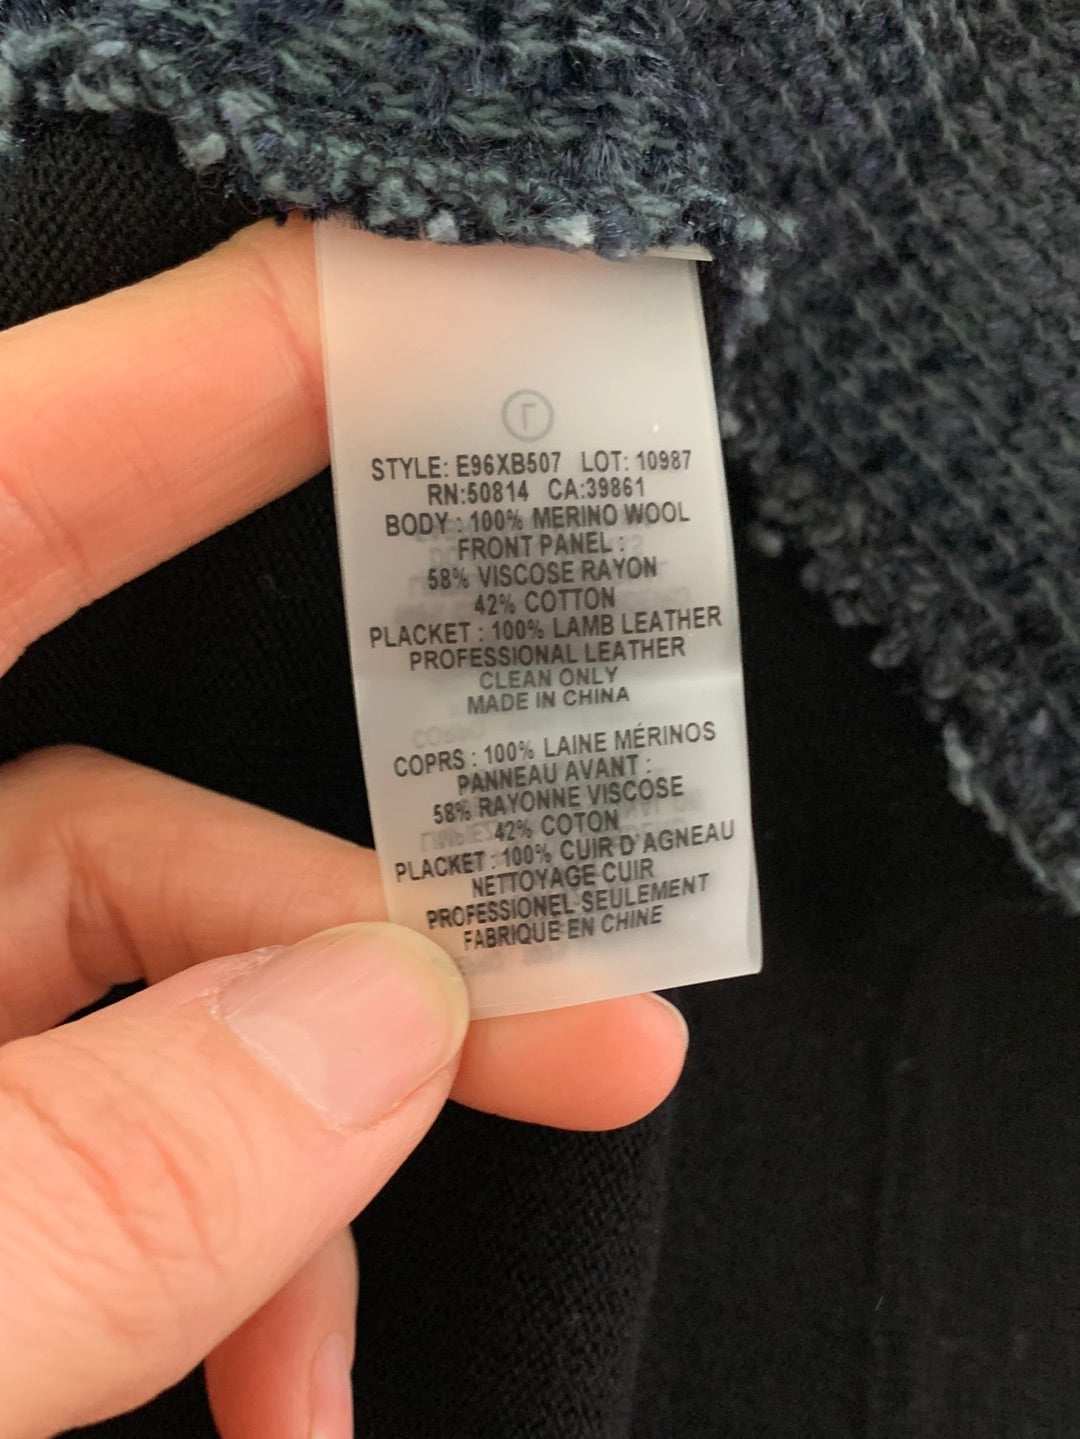 STYLE: E96XB507 LOT: 10987
RN:50814 CA:39861
BODY : 100% MERINO WOOL
FRONT PANEL :
58% VISCOSE RAYON
42% COTTON
PLACKET : 100% LAMB LEATHER
PROFESSIONAL LEATHER
CLEAN ONLY
MADE IN CHINA
COPRS : 100% LAINE MÉRINOS
PANNEAU AVANT :
58% RAYONNE VISCOSE
42% COTON
PLACKET : 100% CUIR D'AGNEAU
NETTOYAGE CUIR
PROFESSIONEL SEULEMENT
FABRIQUE EN CHINE